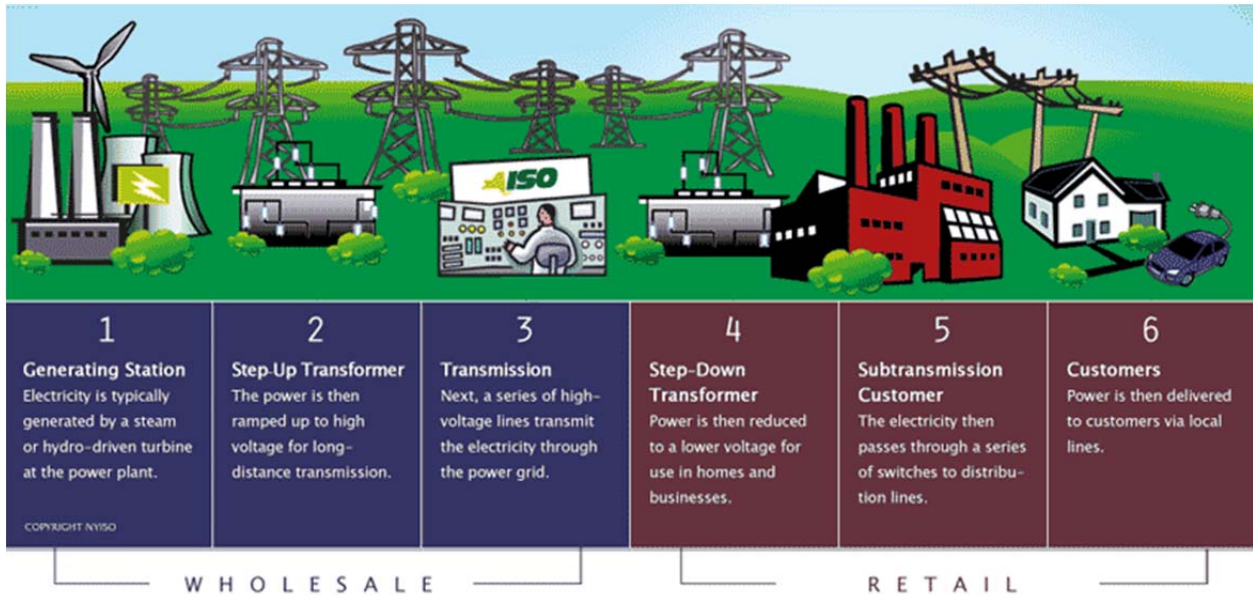 ISO
1
Generating Station
Electricity is typically
generated by a steam
or hydro-driven turbine
at the power plant.
COPYRIGHT NYISO
2
Step-Up Transformer
The power is then
ramped up to high
voltage for long-
distance transmission.
3
Transmission
Next, a series of high-
voltage lines transmit
the electricity through
the power grid.
4
Step-Down
Transformer
Power is then reduced
to a lower voltage for
use in homes and
businesses.
5
Subtransmission
Customer
The electricity then
passes through a series
of switches to distribu-
tion lines.
6
Customers
Power is then delivered
to customers via local
lines.
WHOLESALE
RETAIL